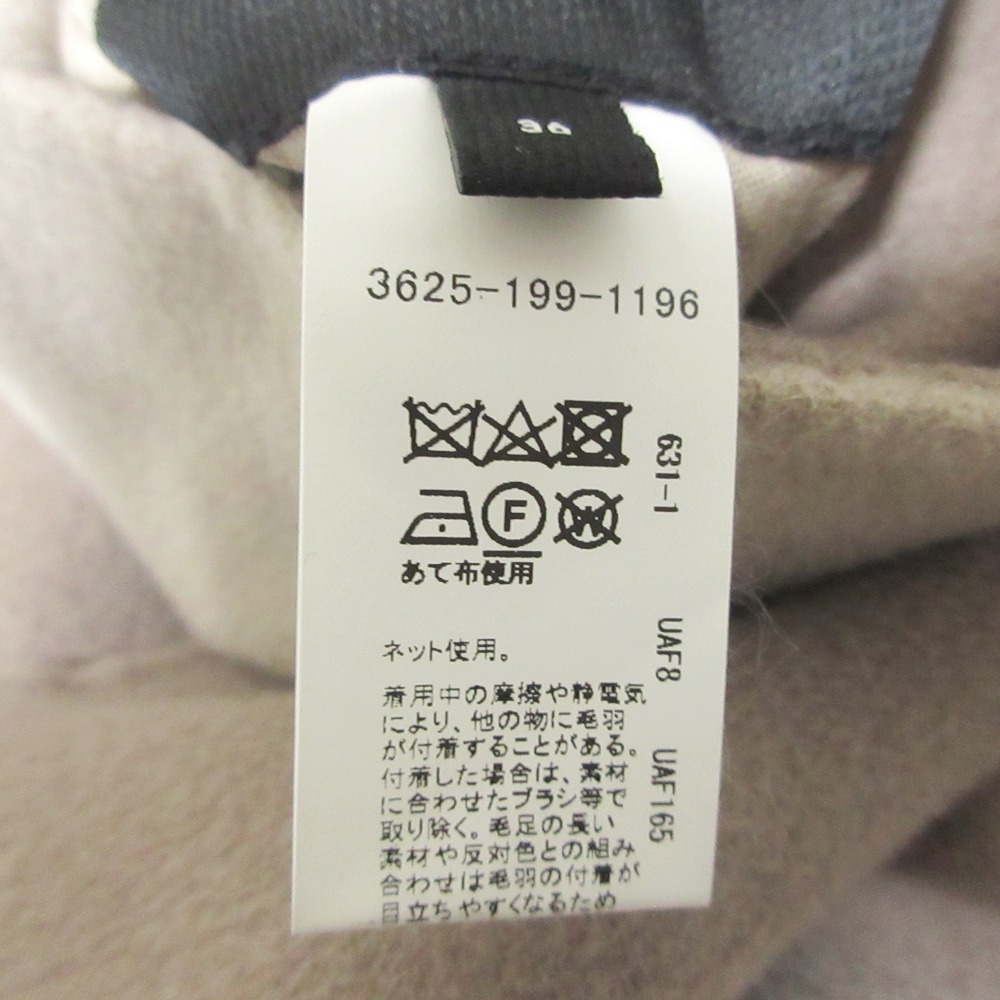 36
3625-199-1196
631-1
F
W
あて布使用
ネット使用。
UAF8
UAF165
着用中の摩擦や静電気
により、他の物に毛羽
が付着することがある。
付着した場合は、素材
に合わせたブラシ等で
取り除く。毛足の長い
素材や反対色との組み
合わせは毛羽の付着が
目立ちやすくなるため